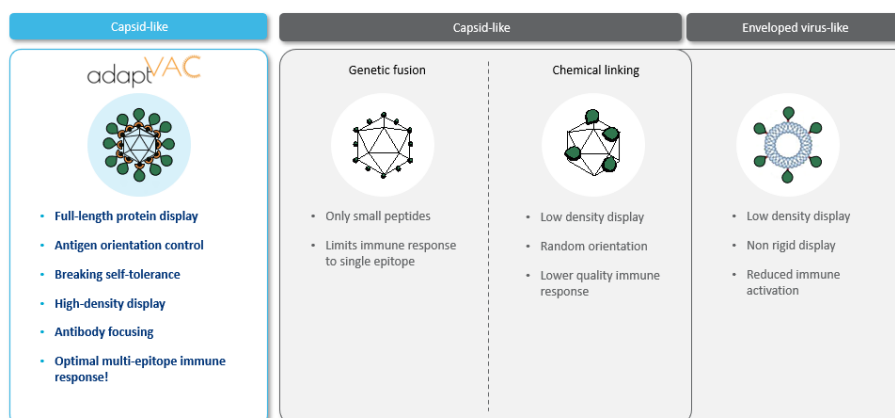 Capsid-like
Capsid-like
Enveloped virus-like
adaptVAC
Genetic fusion
Chemical linking
• Full-length protein display
• Antigen orientation control
• Breaking self-tolerance
• High-density display
• Antibody focusing
• Optimal multi-epitope immune
response!
• Only small peptides
• Limits immune response
to single epitope
• Low density display
• Random orientation
• Lower quality immune
response
• Low density display
• Non rigid display
• Reduced immune
activation